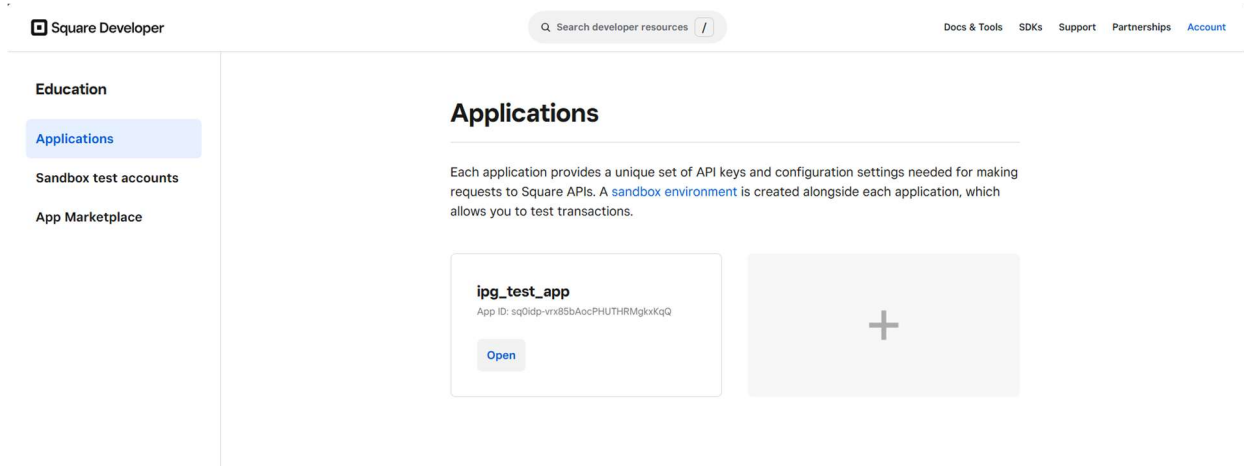 Square Developer
Search developer resources /
Docs & Tools SDKs Support Partnerships Account
Education
Applications
Sandbox test accounts
App Marketplace
Applications
Each application provides a unique set of API keys and configuration settings needed for making
requests to Square APIs. A sandbox environment is created alongside each application, which
allows you to test transactions.
ipg_test_app
App ID: sq0idp-vrx85bAocPHUTHRMgkxKqQ
Open